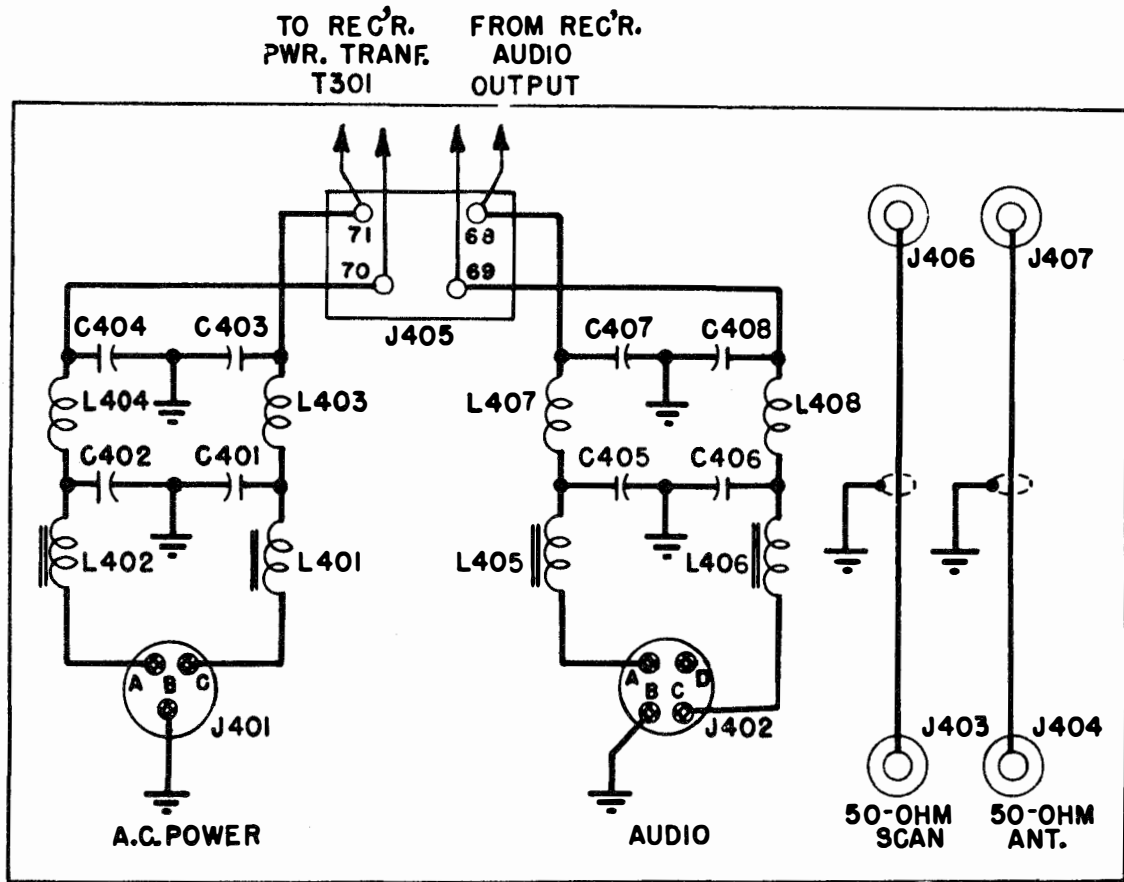 TO REC'R.
PWR. TRANF.
T301
FROM REC'R.
AUDIO
OUTPUT
71
68
70
69
J405
J406
J407
C404
C403
C407
C408
L404
L403
L407
L408
C402
C401
C405
C406
L402
L401
L405
L406
A
B
C
J401
A
D
B
C
J402
J403
J404
A.C. POWER
AUDIO
50-OHM
SCAN
50-OHM
ANT.